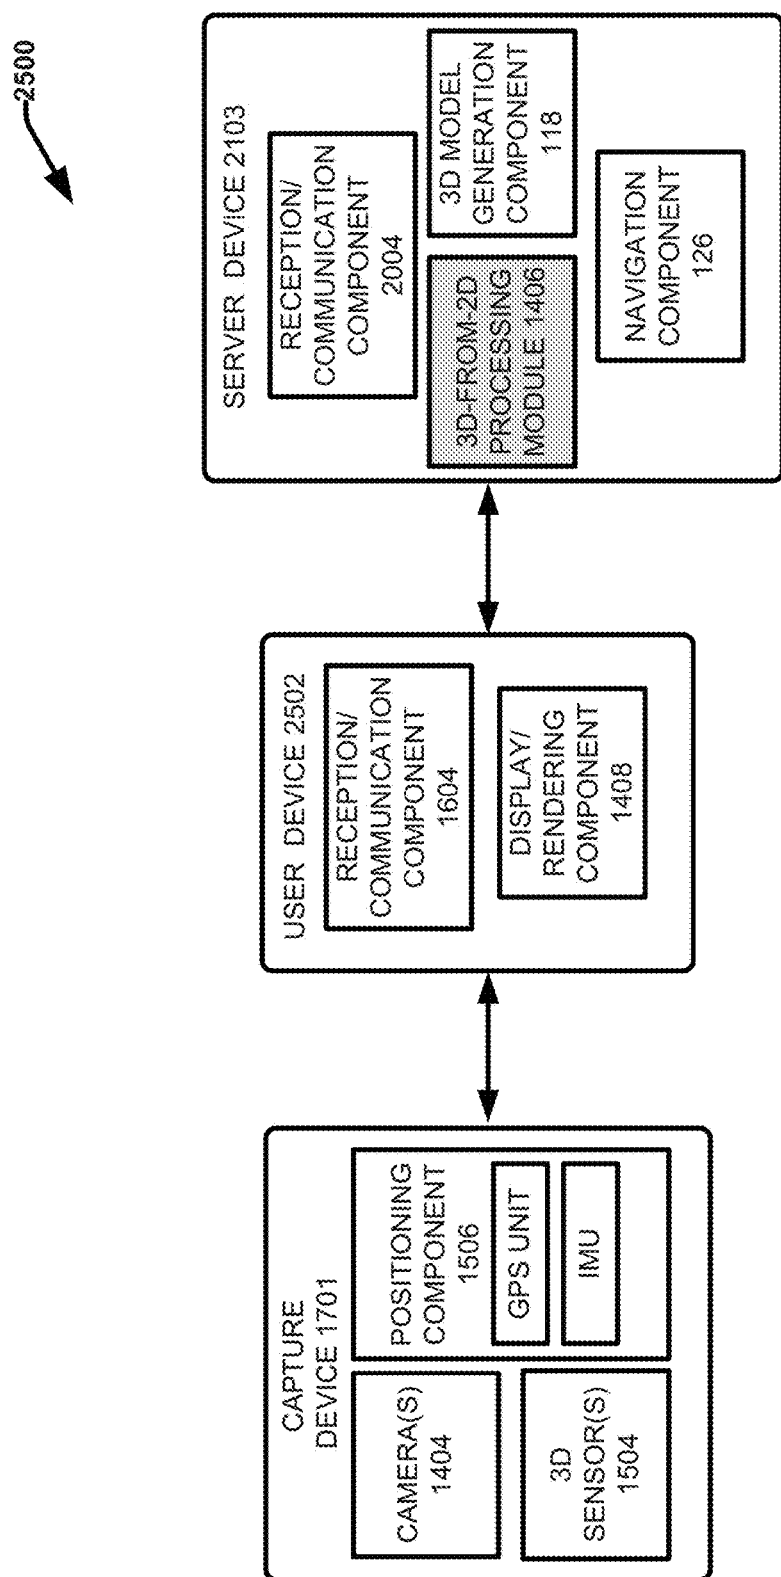 2500
CAPTURE
DEVICE 1701
CAMERA(S)
1404
3D
SENSOR(S)
1504
POSITIONING
COMPONENT
1506
GPS UNIT
IMU
USER DEVICE 2502
RECEPTION/
COMMUNICATION
COMPONENT
1604
DISPLAY/
RENDERING
COMPONENT
1408
SERVER DEVICE 2103
RECEPTION/
COMMUNICATION
COMPONENT
2004
3D-FROM-2D
PROCESSING
MODULE 1406
3D MODEL
GENERATION
COMPONENT
118
NAVIGATION
COMPONENT
126